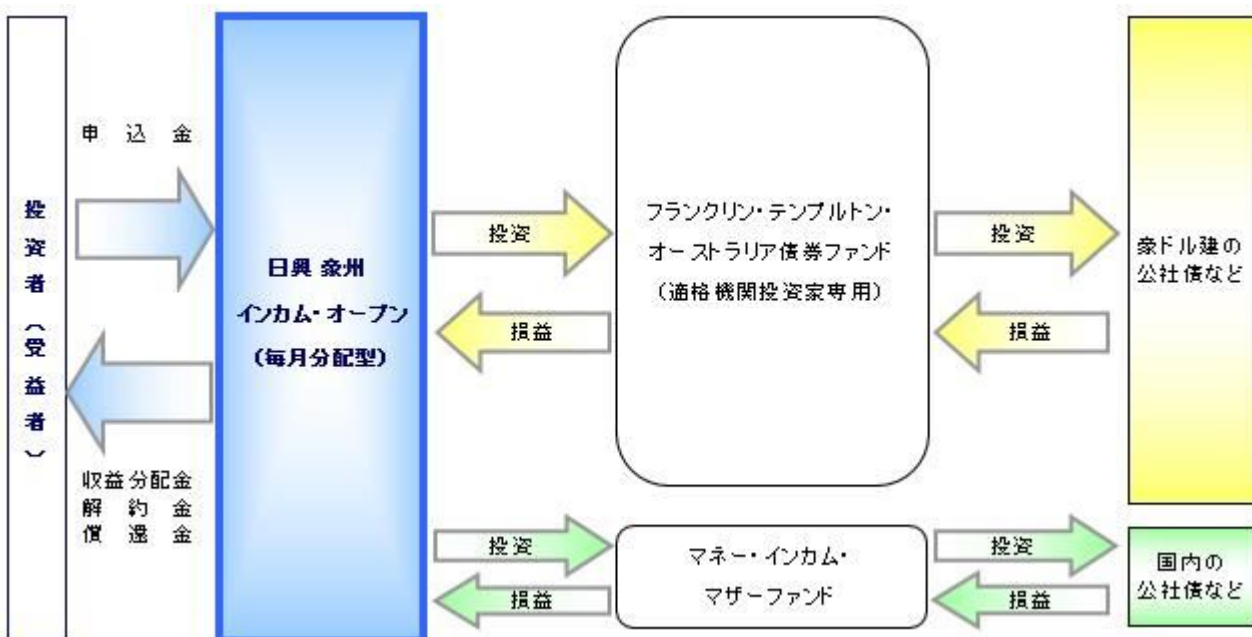 投資者（受益者）
申込金
収益分配金
解約金
償還金
日興 豪州
インカム・オープン
（毎月分配型）
投資
損益
フランクリン・テンプルトン・
オーストラリア債券ファンド
（適格機関投資家専用）
投資
損益
豪ドル建の
公社債など
投資
損益
マネー・インカム・
マザーファンド
投資
損益
国内の
公社債など